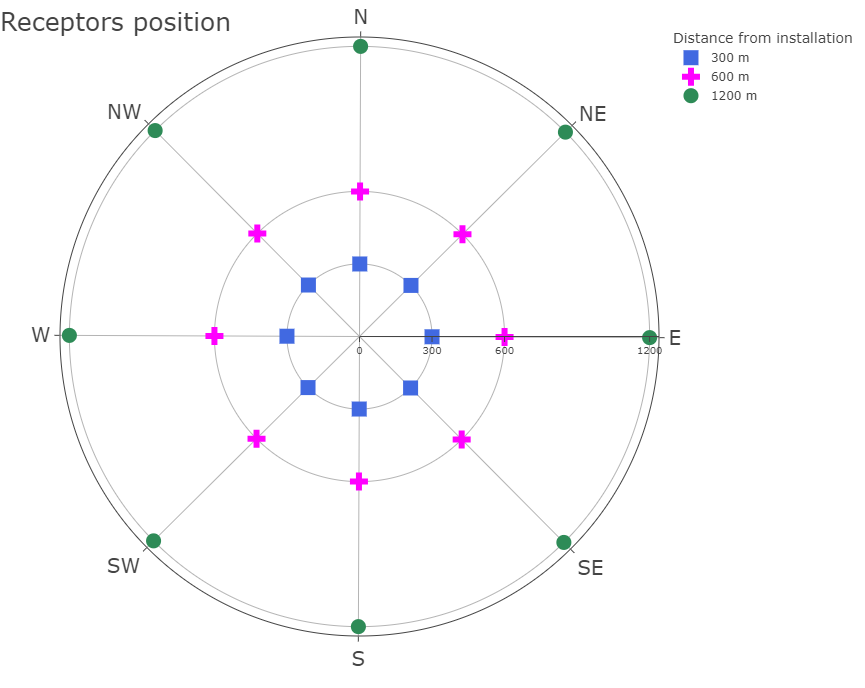 Receptors position
Distance from installation
300 m
600 m
1200 m
N
NW
NE
W
E
0
300
600
1200
SW
SE
S